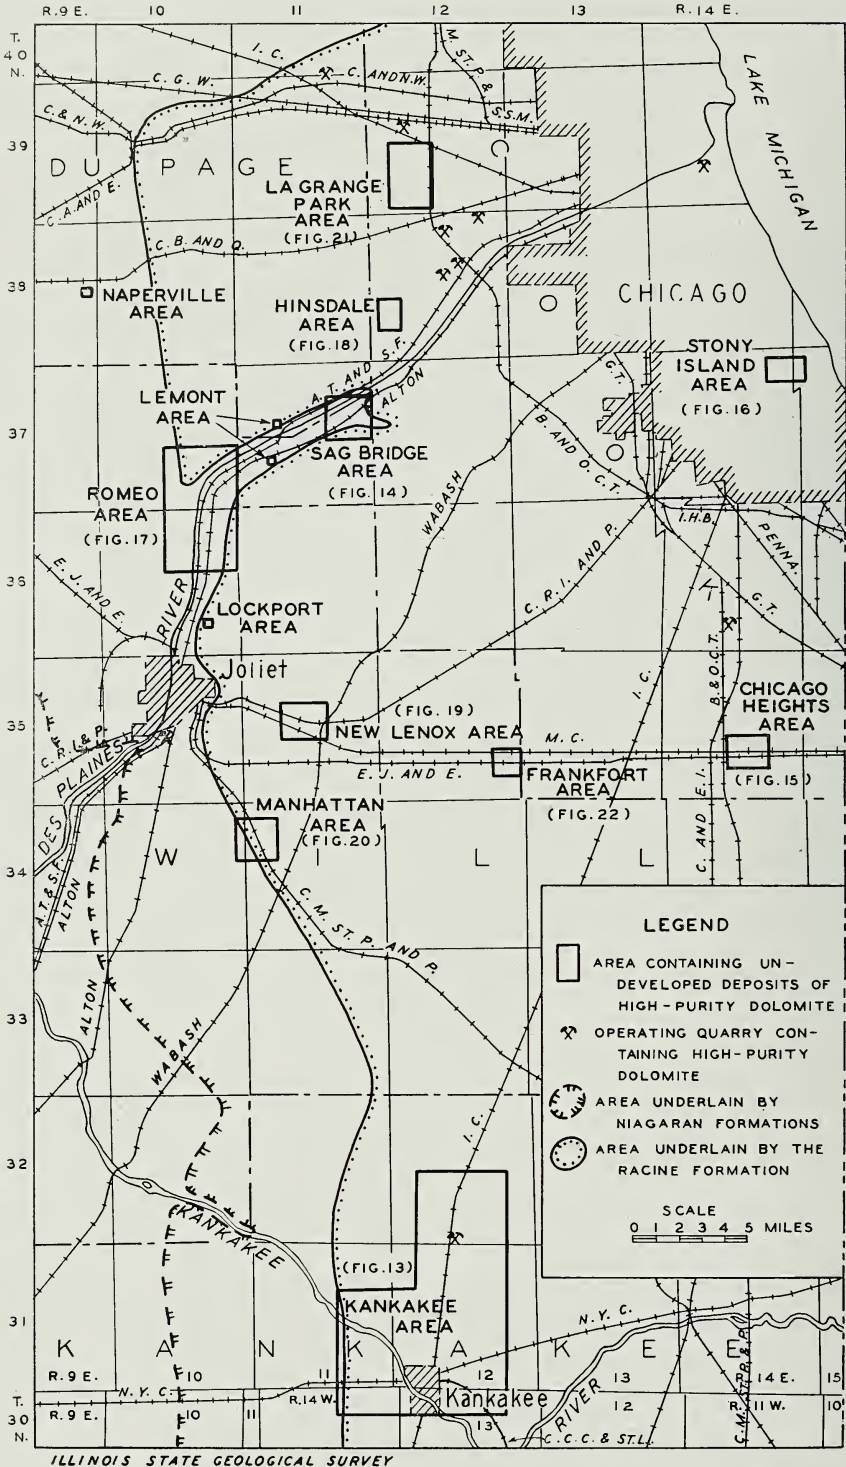 R.9 E. 10 11 12 13 R.14 E.
T.
40
N.
I. C.
M. ST. P. &
S.S.M.
C. G. W.
C. AND N.W.
C. & N. W.
LAKE MICHIGAN
39
DU PAGE
C
LA GRANGE
PARK
AREA
(FIG.21)
C. A. AND E.
C. B. AND Q.
38
NAPERVILLE
AREA
HINSDALE
AREA
(FIG.18)
O
CHICAGO
STONY
ISLAND
AREA
(FIG.16)
A. T. AND S. F.
ALTON
G.T.
LEMONT
AREA
37
SAG BRIDGE
AREA
(FIG.14)
B. AND O. C. T.
O
ROMEO
AREA
(FIG.17)
WABASH
I.H.B.
PENNA.
36
E. J. AND E.
RIVER
C. R. I. AND P.
K
G. T.
LOCKPORT
AREA
Joliet
L
I. C.
B. & O. C. T.
CHICAGO
HEIGHTS
AREA
(FIG.15)
35
(FIG. 19)
NEW LENOX AREA
C. R. I. & P.
M. C.
DES PLAINES
E. J. AND E.
FRANKFORT
AREA
(FIG.22)
MANHATTAN
AREA
(FIG.20)
C. AND E. I.
34
W L L
A.T. & S.F.
ALTON
C. M. ST. P. AND P.
LEGEND
AREA CONTAINING UN-
DEVELOPED DEPOSITS OF
HIGH-PURITY DOLOMITE
OPERATING QUARRY CON-
TAINING HIGH-PURITY
DOLOMITE
AREA UNDERLAIN BY
NIAGARAN FORMATIONS
AREA UNDERLAIN BY THE
RACINE FORMATION
SCALE
0 1 2 3 4 5 MILES
33
ALTON
WABASH
I. C.
32
KANKAKEE
(FIG.13)
KANKAKEE
AREA
31
N. Y. C.
K A N K A K E E
R.9 E. 10 11 12 13 R. 14 E. 15
N.Y.C.
R.14W.
Kankakee
RIVER
C. M. ST. P. & P.
T.
30
N.
R.9 E. 10 11 13 12 R. 11 W. 10
C. C. C. & ST. L.
ILLINOIS STATE GEOLOGICAL SURVEY